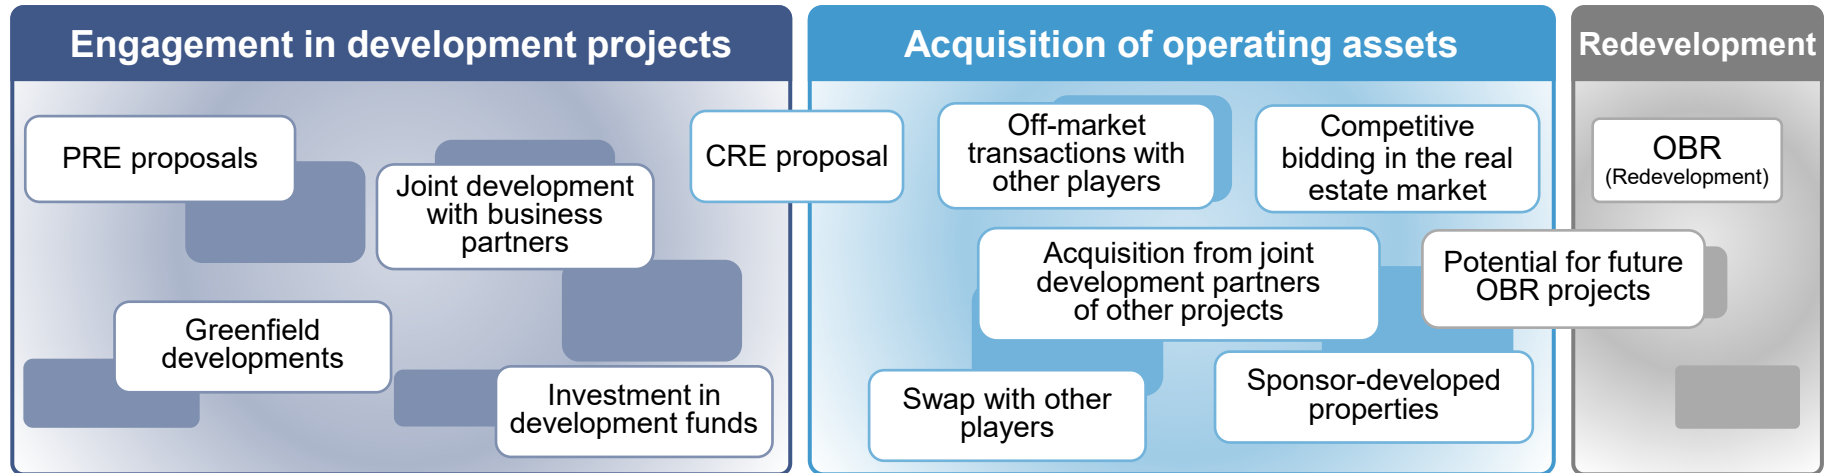 Engagement in development projects
PRE proposals
Joint development
with business
partners
Greenfield
developments
Investment in
development funds
CRE proposal
Acquisition of operating assets
Off-market
transactions with
other players
Competitive
bidding in the real
estate market
Acquisition from joint
development partners
of other projects
Swap with other
players
Sponsor-developed
properties
Redevelopment
OBR
(Redevelopment)
Potential for future
OBR projects